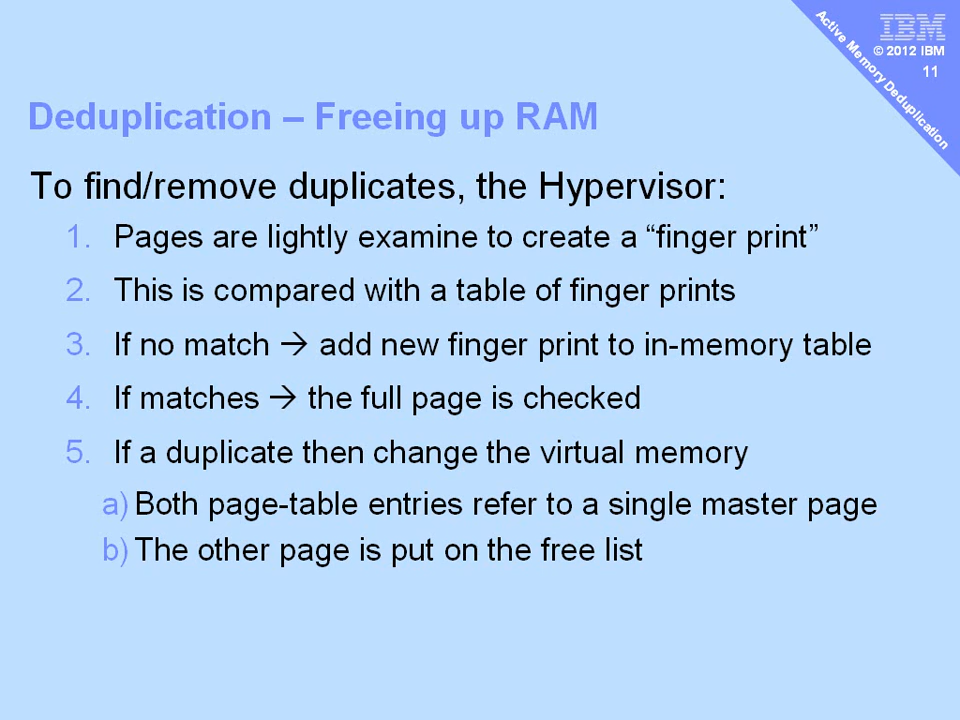 Active Memory Deduplication
IBM
© 2012 IBM
11
Deduplication – Freeing up RAM
To find/remove duplicates, the Hypervisor:
1. Pages are lightly examine to create a “finger print”
2. This is compared with a table of finger prints
3. If no match → add new finger print to in-memory table
4. If matches → the full page is checked
5. If a duplicate then change the virtual memory
a) Both page-table entries refer to a single master page
b) The other page is put on the free list